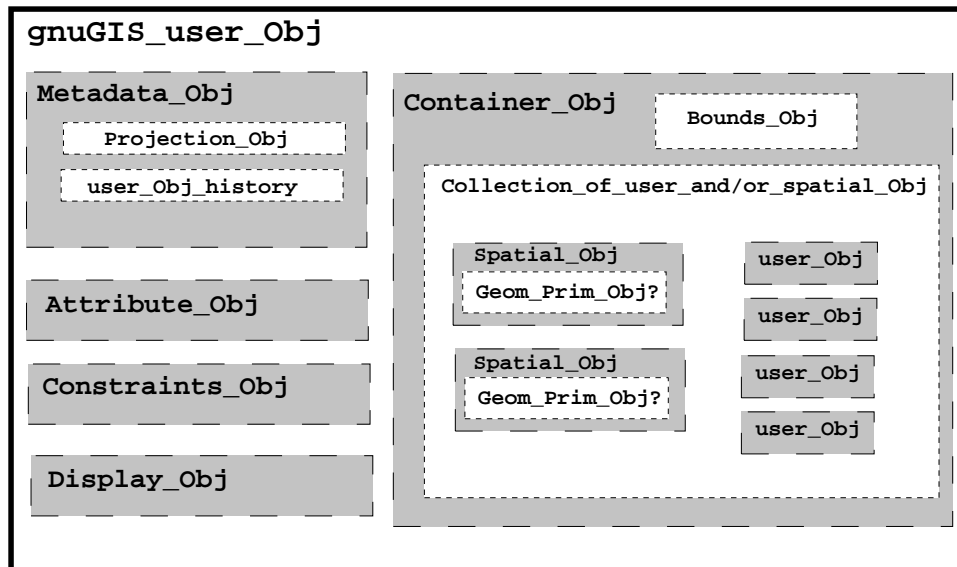 gnuGIS_user_Obj
Metadata_Obj
Projection_Obj
user_Obj_history
Attribute_Obj
Constraints_Obj
Display_Obj
Container_Obj
Bounds_Obj
Collection_of_user_and/or_spatial_Obj
Spatial_Obj
Geom_Prim_Obj?
Spatial_Obj
Geom_Prim_Obj?
user_Obj
user_Obj
user_Obj
user_Obj